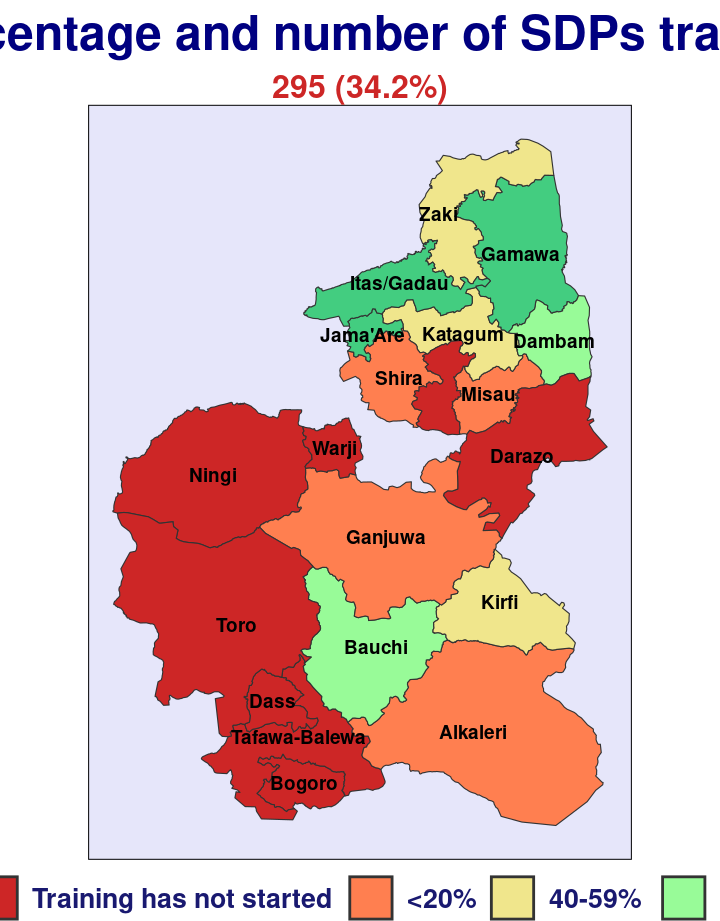 centage and number of SDPs tra
295 (34.2%)
Zaki
Gamawa
Itas/Gadau
Jama'Are
Katagum
Dambam
Shira
Misau
Warji
Darazo
Ningi
Ganjuwa
Kirfi
Toro
Bauchi
Dass
Alkaleri
Tafawa-Balewa
Bogoro
Training has not started <20% 40-59%